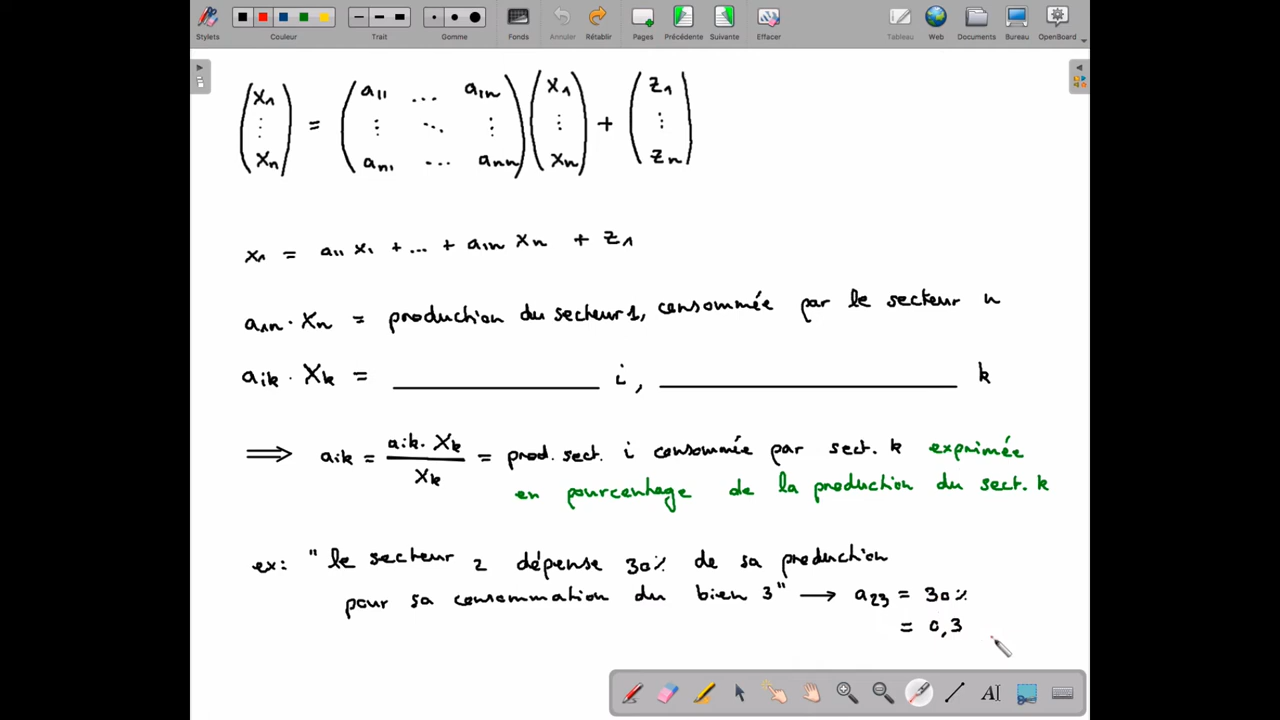 Stylets Couleur Trait Gomme Fonds Annuler Rétablir Pages Précédente Suivante Effacer Tableau Web Documents Bureau OpenBoard
(x1 ⋮ xn) = (a11 ... a1n ⋮ ⋱ ⋮ an1 ... ann) (x1 ⋮ xn) + (z1 ⋮ zn)
x1 = a11 x1 + ... + a1n xn + z1
a1n · xn = production du secteur 1, consommée par le secteur n
aik · xk = ________ i, ________ k
⟹ aik = aik · xk / xk = prod. sect. i consommée par sect. k exprimée
en pourcentage de la production du sect. k
ex: "le secteur 2 dépense 30% de sa production
pour sa consommation du bien 3" → a23 = 30%
= 0,3
AI